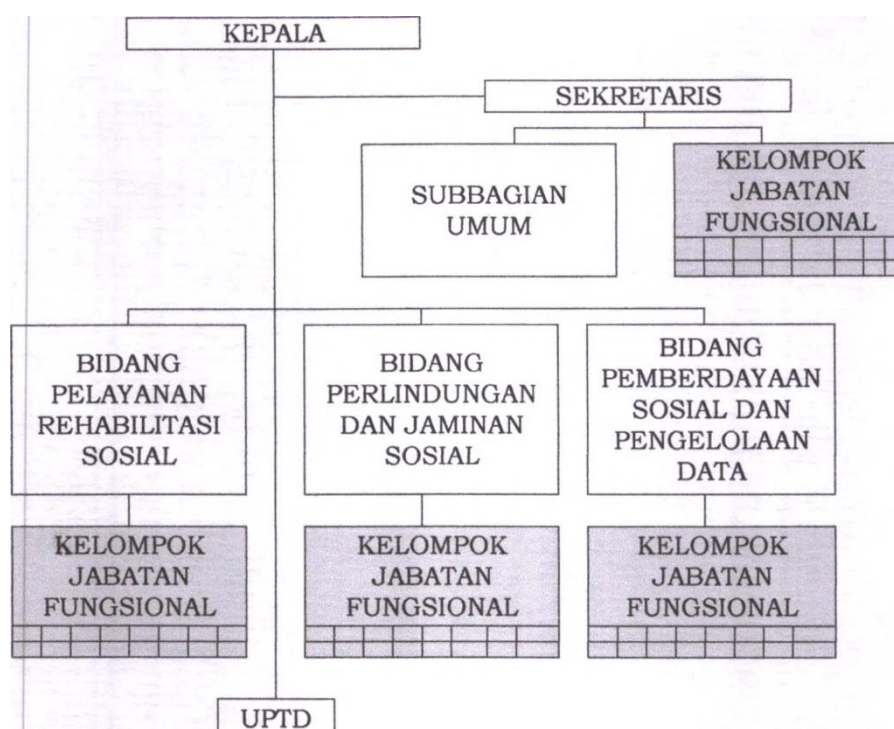 KEPALA
SEKRETARIS
SUBBAGIAN
UMUM
KELOMPOK
JABATAN
FUNGSIONAL
BIDANG
PELAYANAN
REHABILITASI
SOSIAL
BIDANG
PERLINDUNGAN
DAN JAMINAN
SOSIAL
BIDANG
PEMBERDAYAAN
SOSIAL DAN
PENGELOLAAN
DATA
KELOMPOK
JABATAN
FUNGSIONAL
KELOMPOK
JABATAN
FUNGSIONAL
KELOMPOK
JABATAN
FUNGSIONAL
UPTD